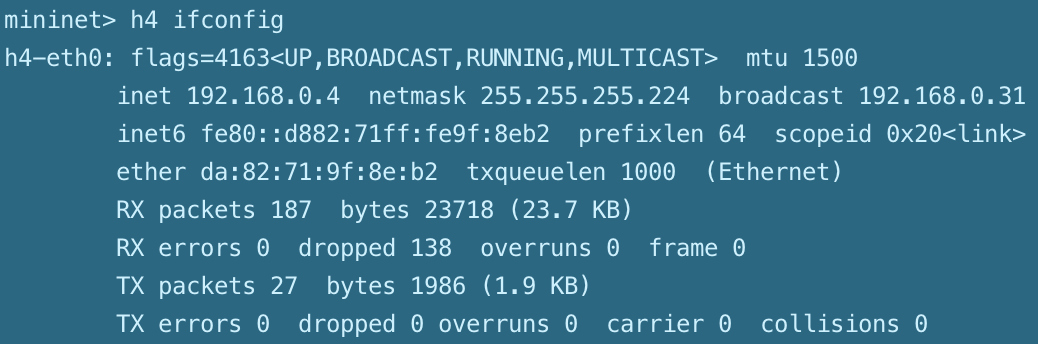 mininet> h4 ifconfig
h4-eth0: flags=4163<UP,BROADCAST,RUNNING,MULTICAST>  mtu 1500
        inet 192.168.0.4  netmask 255.255.255.224  broadcast 192.168.0.31
        inet6 fe80::d882:71ff:fe9f:8eb2  prefixlen 64  scopeid 0x20<link>
        ether da:82:71:9f:8e:b2  txqueuelen 1000  (Ethernet)
        RX packets 187  bytes 23718 (23.7 KB)
        RX errors 0  dropped 138  overruns 0  frame 0
        TX packets 27  bytes 1986 (1.9 KB)
        TX errors 0  dropped 0 overruns 0  carrier 0  collisions 0